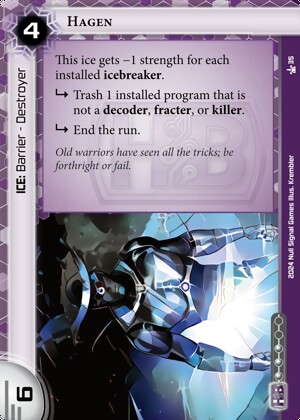 4
Hagen
ICE: Barrier - Destroyer
This ice gets −1 strength for each
installed icebreaker.
↳ Trash 1 installed program that is
not a decoder, fracter, or killer.
↳ End the run.
Old warriors have seen all the tricks; be
forthright or fail.
6
2024 Null Signal Games Illus. Krembler